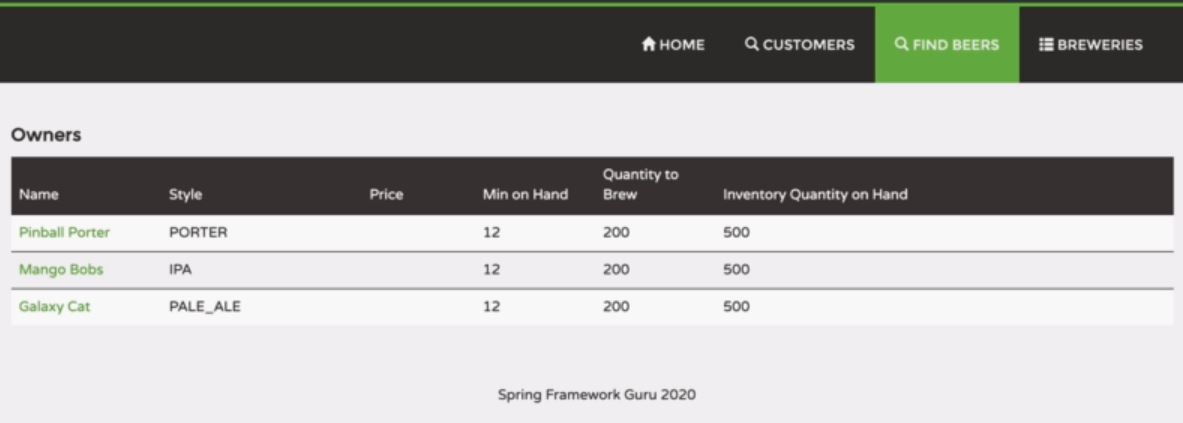 HOME CUSTOMERS FIND BEERS BREWERIES
Owners
Name Style Price Min on Hand Quantity to Brew Inventory Quantity on Hand
Pinball Porter PORTER 12 200 500
Mango Bobs IPA 12 200 500
Galaxy Cat PALE_ALE 12 200 500
Spring Framework Guru 2020